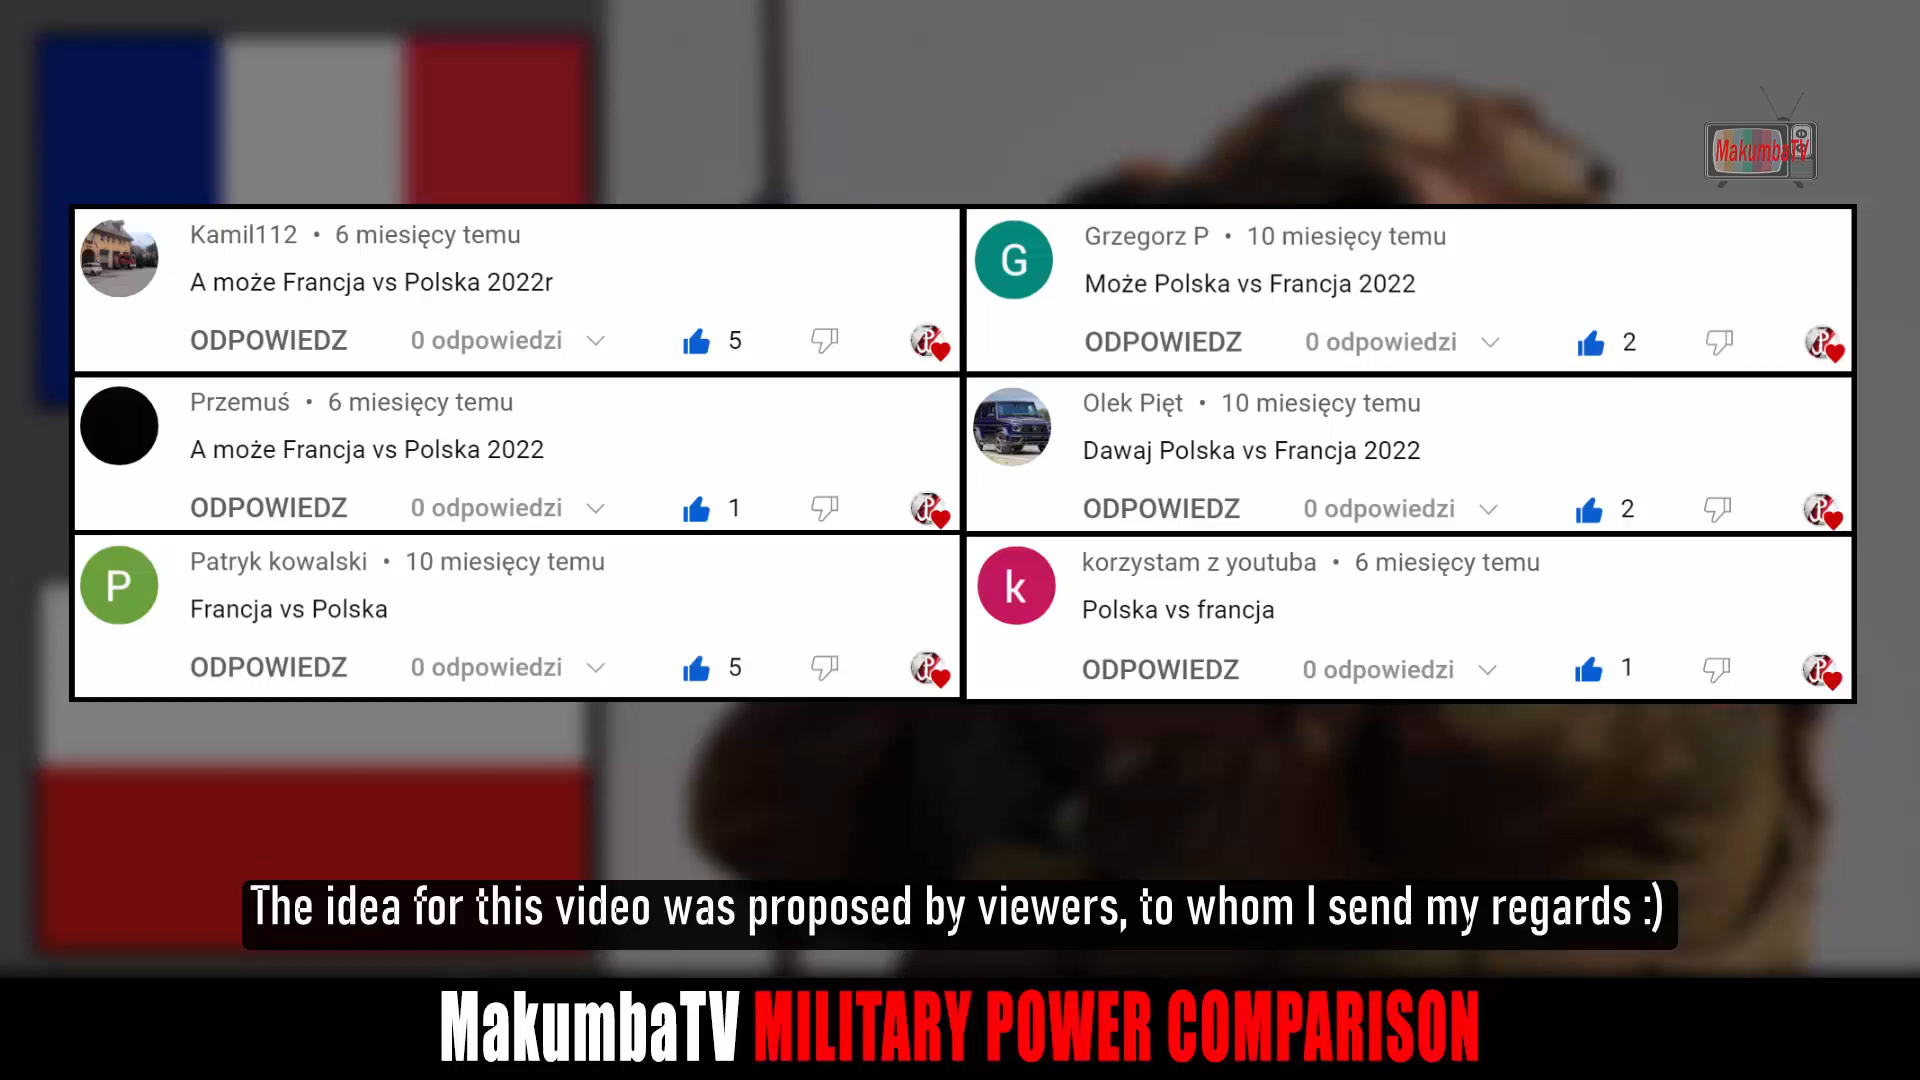 MakumbaTV
Kamil112 • 6 miesięcy temu
A może Francja vs Polska 2022r
ODPOWIEDZ 0 odpowiedzi 5
Grzegorz P • 10 miesięcy temu
Może Polska vs Francja 2022
ODPOWIEDZ 0 odpowiedzi 2
Przemuś • 6 miesięcy temu
A może Francja vs Polska 2022
ODPOWIEDZ 0 odpowiedzi 1
Olek Pięt • 10 miesięcy temu
Dawaj Polska vs Francja 2022
ODPOWIEDZ 0 odpowiedzi 2
P
Patryk kowalski • 10 miesięcy temu
Francja vs Polska
ODPOWIEDZ 0 odpowiedzi 5
k
korzystam z youtuba • 6 miesięcy temu
Polska vs francja
ODPOWIEDZ 0 odpowiedzi 1
G
The idea for this video was proposed by viewers, to whom I send my regards :)
MakumbaTV MILITARY POWER COMPARISON